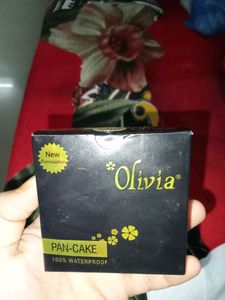 New
Formulation
Olivia®
PAN-CAKE
100% WATERPROOF